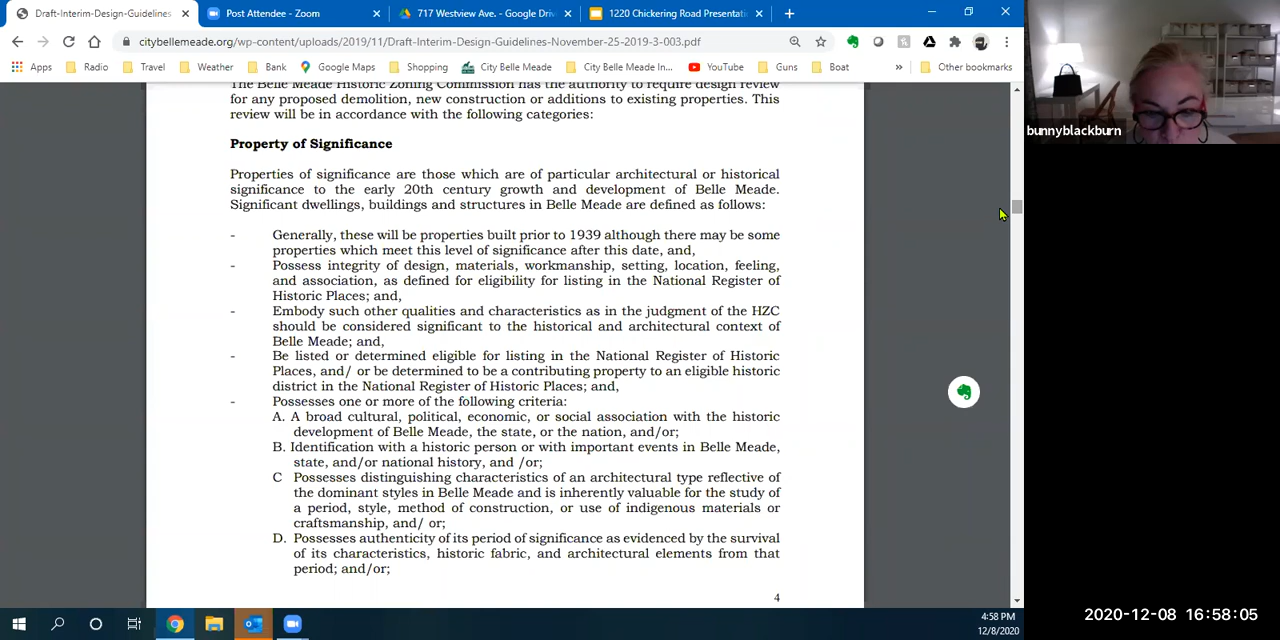 Draft-Interim-Design-Guidelines
Post Attendee - Zoom
717 Westview Ave. - Google Driv
1220 Chickering Road Presentati
citybellemeade.org/wp-content/uploads/2019/11/Draft-Interim-Design-Guidelines-November-25-2019-3-003.pdf
Apps Radio Travel Weather Bank Google Maps Shopping City Belle Meade City Belle Meade In... YouTube Guns Boat » Other bookmarks
The Belle Meade Historic Zoning Commission has the authority to require design review
for any proposed demolition, new construction or additions to existing properties. This
review will be in accordance with the following categories:
Property of Significance
Properties of significance are those which are of particular architectural or historical
significance to the early 20th century growth and development of Belle Meade.
Significant dwellings, buildings and structures in Belle Meade are defined as follows:
- Generally, these will be properties built prior to 1939 although there may be some
properties which meet this level of significance after this date, and,
- Possess integrity of design, materials, workmanship, setting, location, feeling,
and association, as defined for eligibility for listing in the National Register of
Historic Places; and,
- Embody such other qualities and characteristics as in the judgment of the HZC
should be considered significant to the historical and architectural context of
Belle Meade; and,
- Be listed or determined eligible for listing in the National Register of Historic
Places, and/ or be determined to be a contributing property to an eligible historic
district in the National Register of Historic Places; and,
- Possesses one or more of the following criteria:
A. A broad cultural, political, economic, or social association with the historic
development of Belle Meade, the state, or the nation, and/or;
B. Identification with a historic person or with important events in Belle Meade,
state, and/or national history, and /or;
C Possesses distinguishing characteristics of an architectural type reflective of
the dominant styles in Belle Meade and is inherently valuable for the study of
a period, style, method of construction, or use of indigenous materials or
craftsmanship, and/ or;
D. Possesses authenticity of its period of significance as evidenced by the survival
of its characteristics, historic fabric, and architectural elements from that
period; and/or;
4
bunnyblackburn
4:58 PM
12/8/2020
2020-12-08 16:58:05